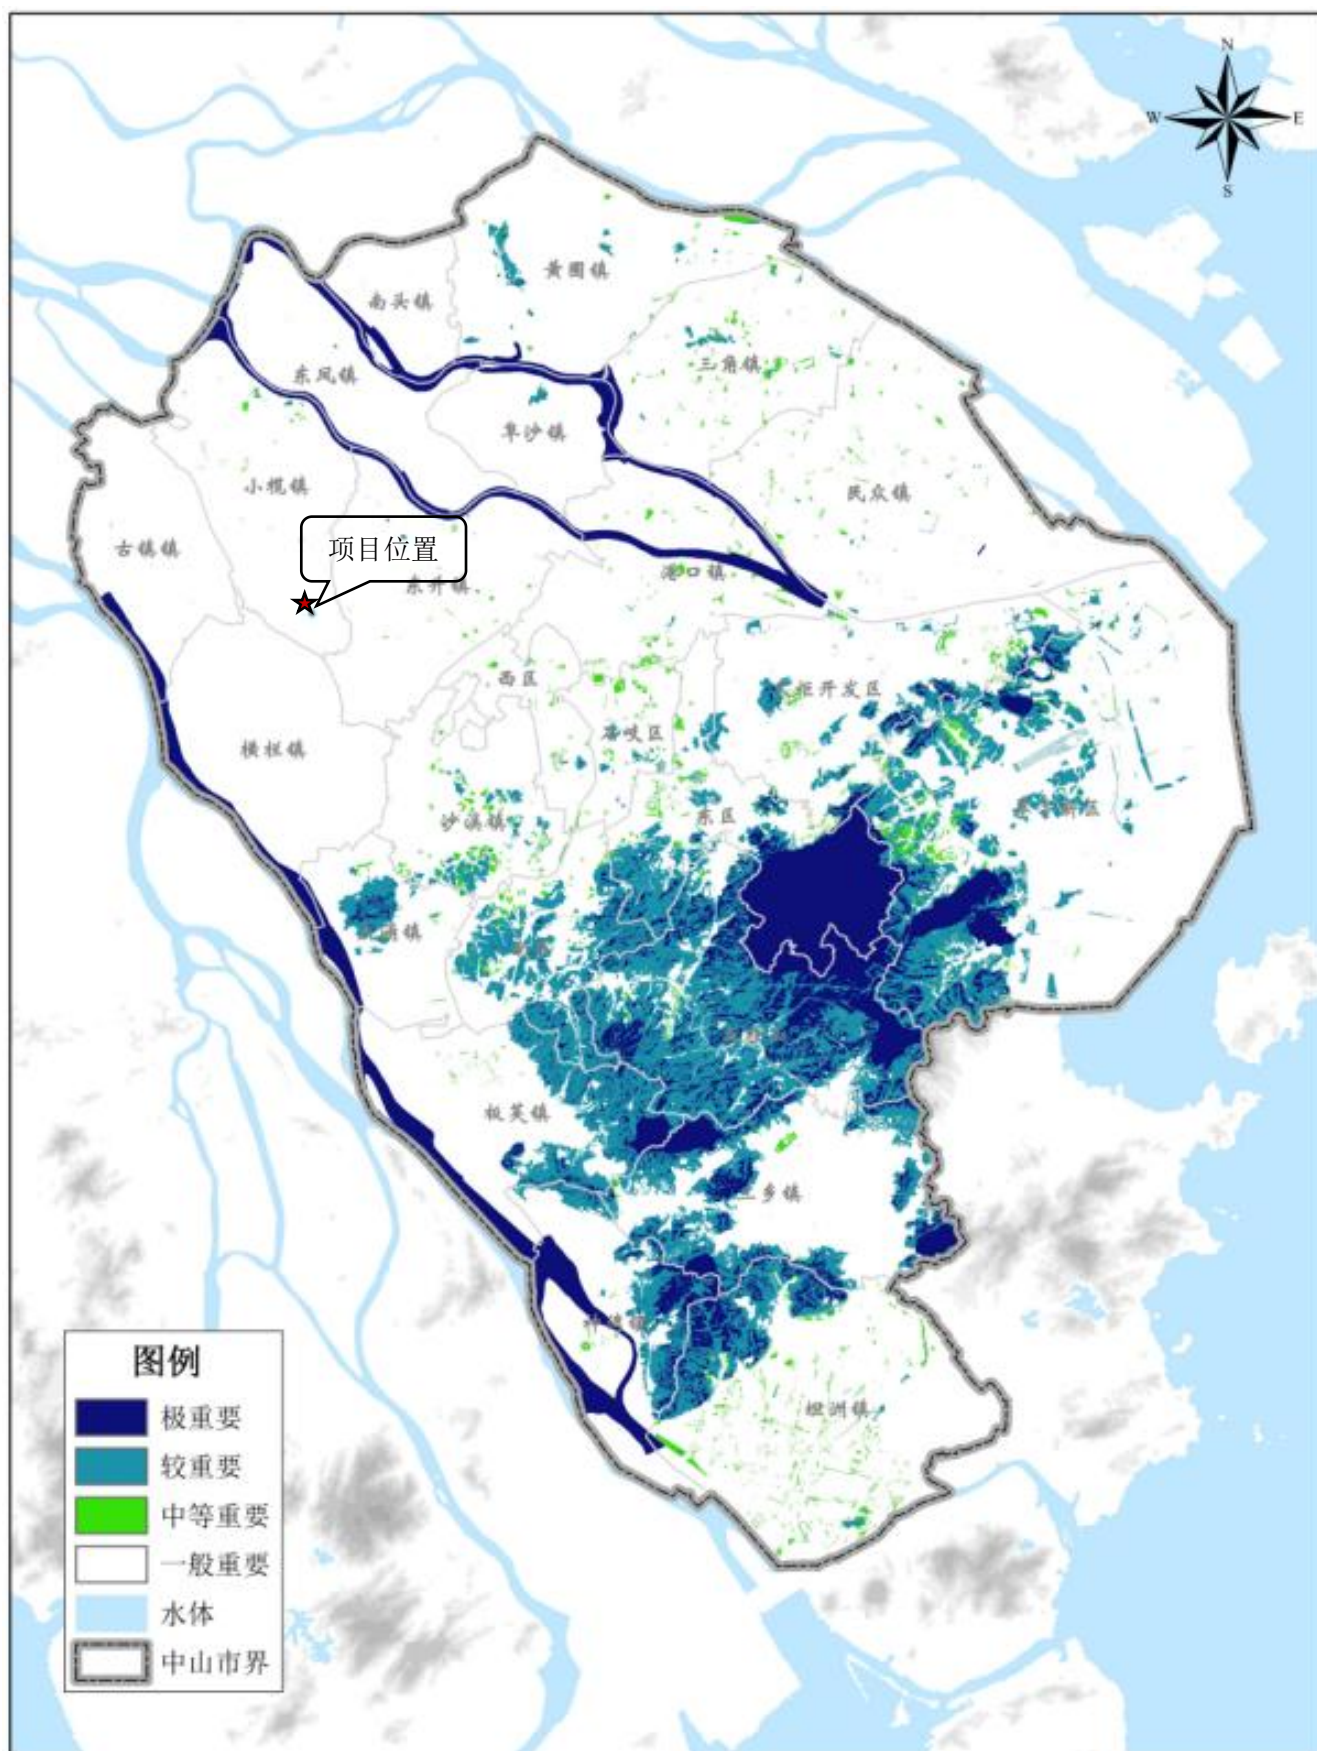 N
W
E
S
黄圃镇
南头镇
三角镇
东凤镇
阜沙镇
民众镇
小榄镇
古镇镇
项目位置
港口镇
东升镇
西区
炬开发区
石岐区
横栏镇
东区
沙溪镇
板芙镇
乡镇
坦洲镇
图例
极重要
较重要
中等重要
一般重要
水体
中山市界